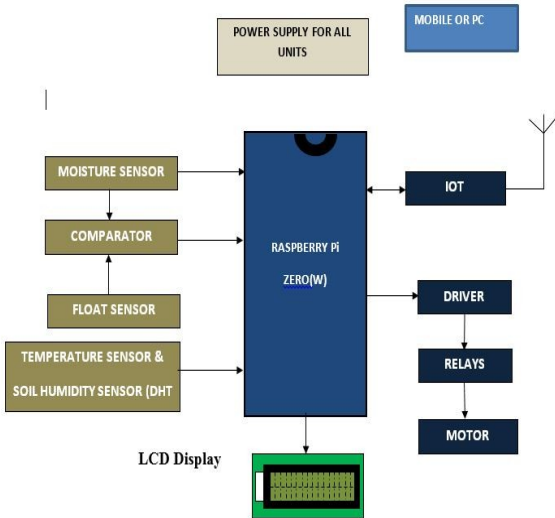 POWER SUPPLY FOR ALL
UNITS
MOBILE OR PC
MOISTURE SENSOR
COMPARATOR
FLOAT SENSOR
TEMPERATURE SENSOR &
SOIL HUMIDITY SENSOR (DHT
RASPBERRY Pi
ZERO(W)
IOT
DRIVER
RELAYS
MOTOR
LCD Display